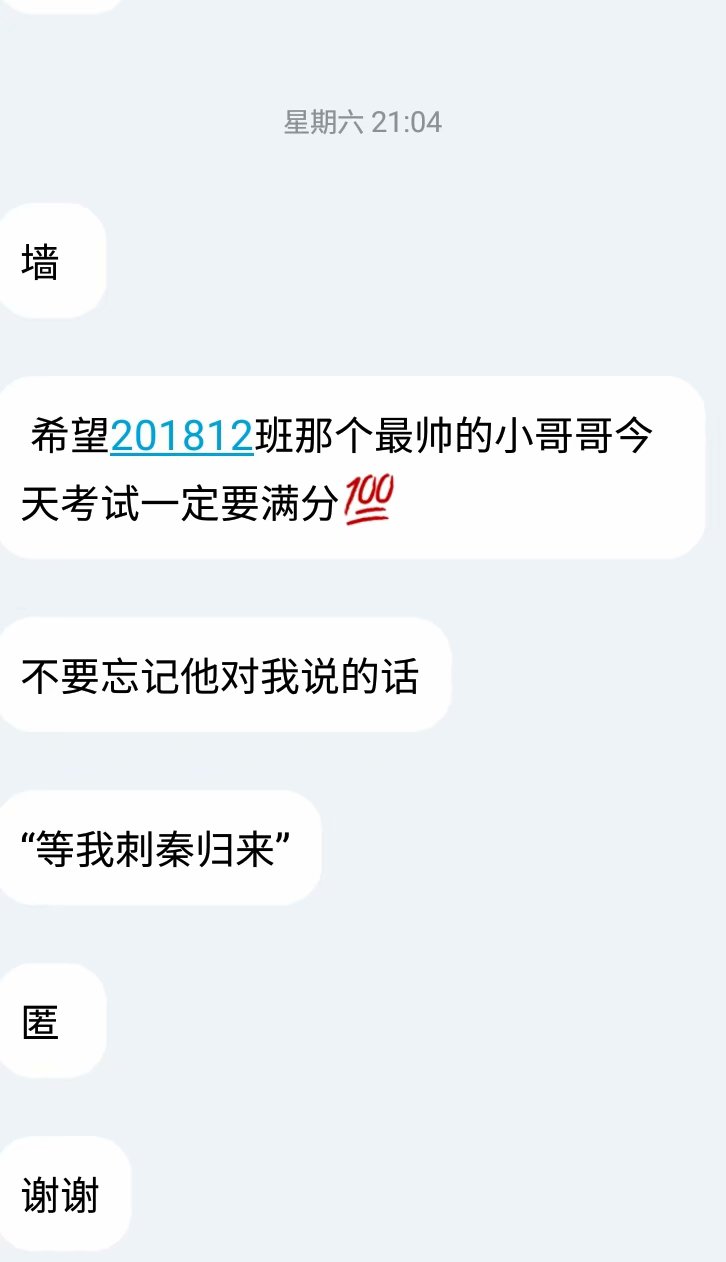 星期六 21:04
墙
希望201812班那个最帅的小哥哥今
天考试一定要满分💯
不要忘记他对我说的话
“等我刺秦归来”
匿
谢谢